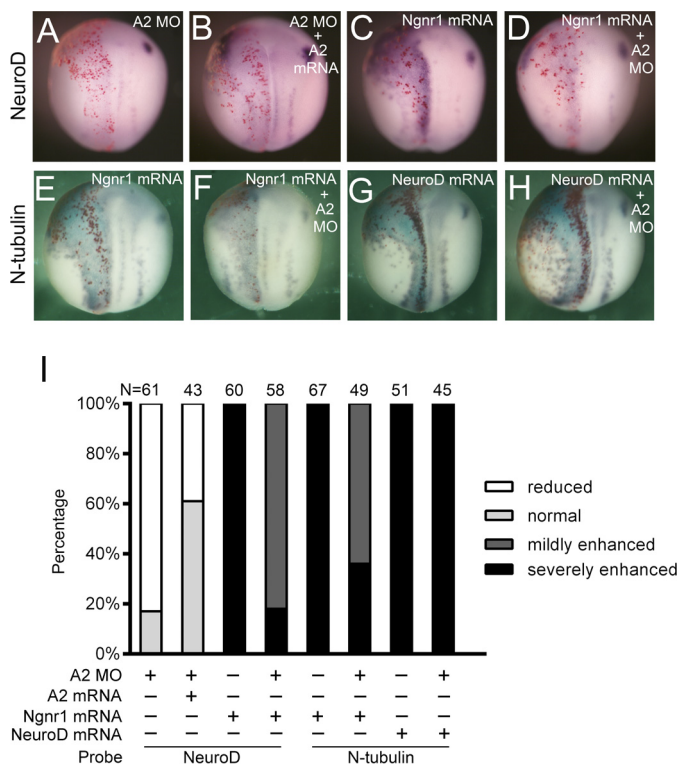 NeuroD
A
A2 MO
B
A2 MO
+
A2
mRNA
C
Ngnr1 mRNA
D
Ngnr1 mRNA
+
A2
MO
N-tubulin
E
Ngnr1 mRNA
F
Ngnr1 mRNA
+
A2
MO
G
NeuroD mRNA
H
NeuroD mRNA
+
A2
MO
I
N=61 43 60 58 67 49 51 45
Percentage
100%
80%
60%
40%
20%
0%
reduced
normal
mildly enhanced
severely enhanced
A2 MO + + − + − + − +
A2 mRNA − + − − − − − −
Ngnr1 mRNA − − + + + + − −
NeuroD mRNA − − − − − − + +
Probe NeuroD N-tubulin